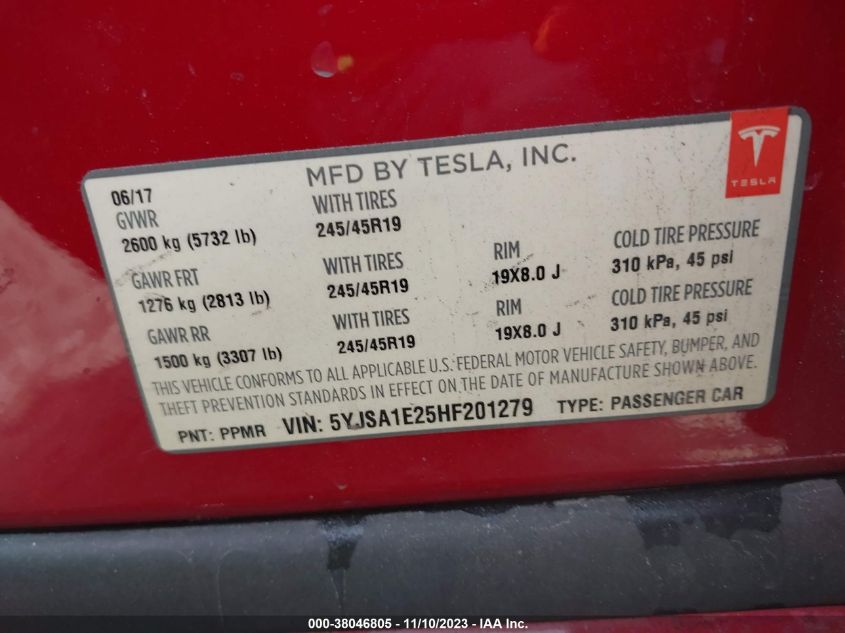 MFD BY TESLA, INC.
TESLA
06/17
GVWR WITH TIRES
2600 kg (5732 lb) 245/45R19
GAWR FRT WITH TIRES RIM COLD TIRE PRESSURE
1276 kg (2813 lb) 245/45R19 19X8.0 J 310 kPa, 45 psi
GAWR RR WITH TIRES RIM COLD TIRE PRESSURE
1500 kg (3307 lb) 245/45R19 19X8.0 J 310 kPa, 45 psi
THIS VEHICLE CONFORMS TO ALL APPLICABLE U.S. FEDERAL MOTOR VEHICLE SAFETY, BUMPER, AND
THEFT PREVENTION STANDARDS IN EFFECT ON THE DATE OF MANUFACTURE SHOWN ABOVE.
PNT: PPMR VIN: 5YJSA1E25HF201279 TYPE: PASSENGER CAR
000-38046805 - 11/10/2023 - IAA Inc.